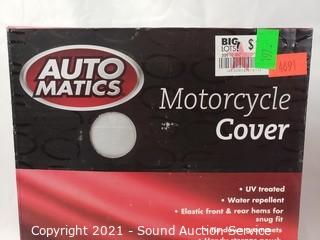 BIG
LOTS!
$
4691
AUTO
MATICS
Motorcycle
Cover
• UV treated
• Water repellent
• Elastic front & rear hems for
snug fit
Copyright 2021 - Sound Auction Service